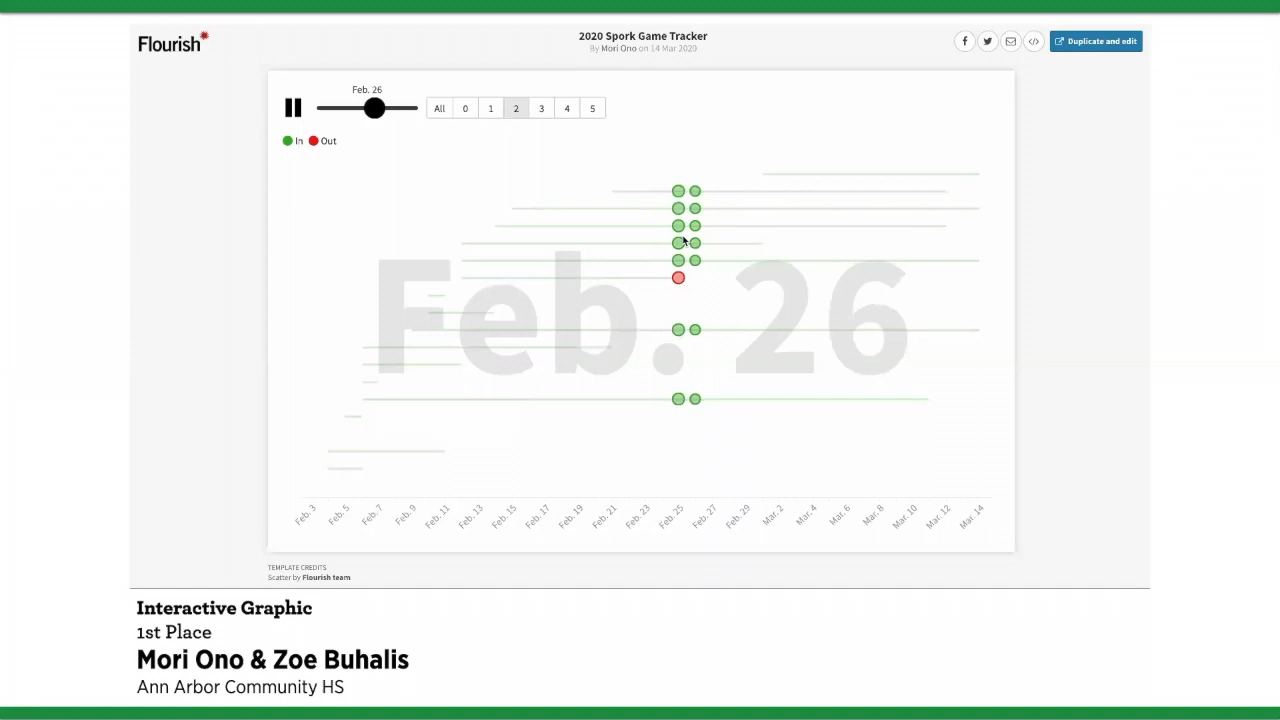 Flourish
2020 Spork Game Tracker
By Mori Ono on 14 Mar 2020
</>
Duplicate and edit
Feb. 26
All 0 1 2 3 4 5
In Out
Feb. 26
Feb. 3 Feb. 5 Feb. 7 Feb. 9 Feb. 11 Feb. 13 Feb. 15 Feb. 17 Feb. 19 Feb. 21 Feb. 23 Feb. 25 Feb. 27 Feb. 29 Mar. 2 Mar. 4 Mar. 6 Mar. 8 Mar. 10 Mar. 12 Mar. 14
TEMPLATE CREDITS
Scatter by Flourish team
Interactive Graphic
1st Place
Mori Ono & Zoe Buhalis
Ann Arbor Community HS